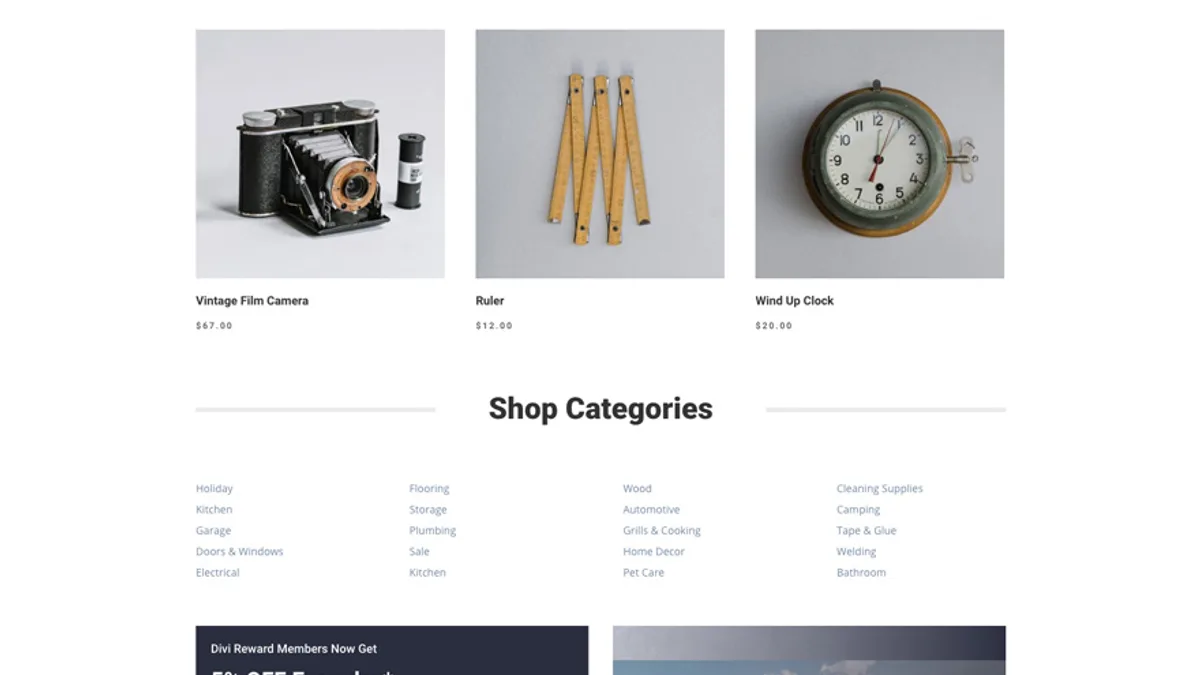 Vintage Film Camera
$67.00
Ruler
$12.00
Wind Up Clock
$20.00
Shop Categories
Holiday
Kitchen
Garage
Doors & Windows
Electrical
Flooring
Storage
Plumbing
Sale
Kitchen
Wood
Automotive
Grills & Cooking
Home Decor
Pet Care
Cleaning Supplies
Camping
Tape & Glue
Welding
Bathroom
Divi Reward Members Now Get
5% OFF